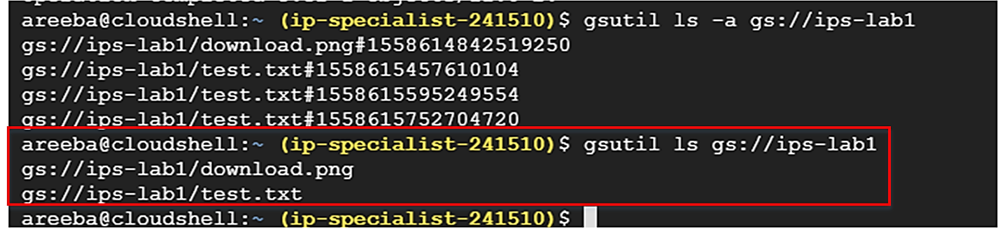 areeba@cloudshell:~ (ip-specialist-241510)$ gsutil ls -a gs://ips-lab1
gs://ips-lab1/download.png#1558614842519250
gs://ips-lab1/test.txt#1558615457610104
gs://ips-lab1/test.txt#1558615595249554
gs://ips-lab1/test.txt#1558615752704720
areeba@cloudshell:~ (ip-specialist-241510)$ gsutil ls gs://ips-lab1
gs://ips-lab1/download.png
gs://ips-lab1/test.txt
areeba@cloudshell:~ (ip-specialist-241510)$